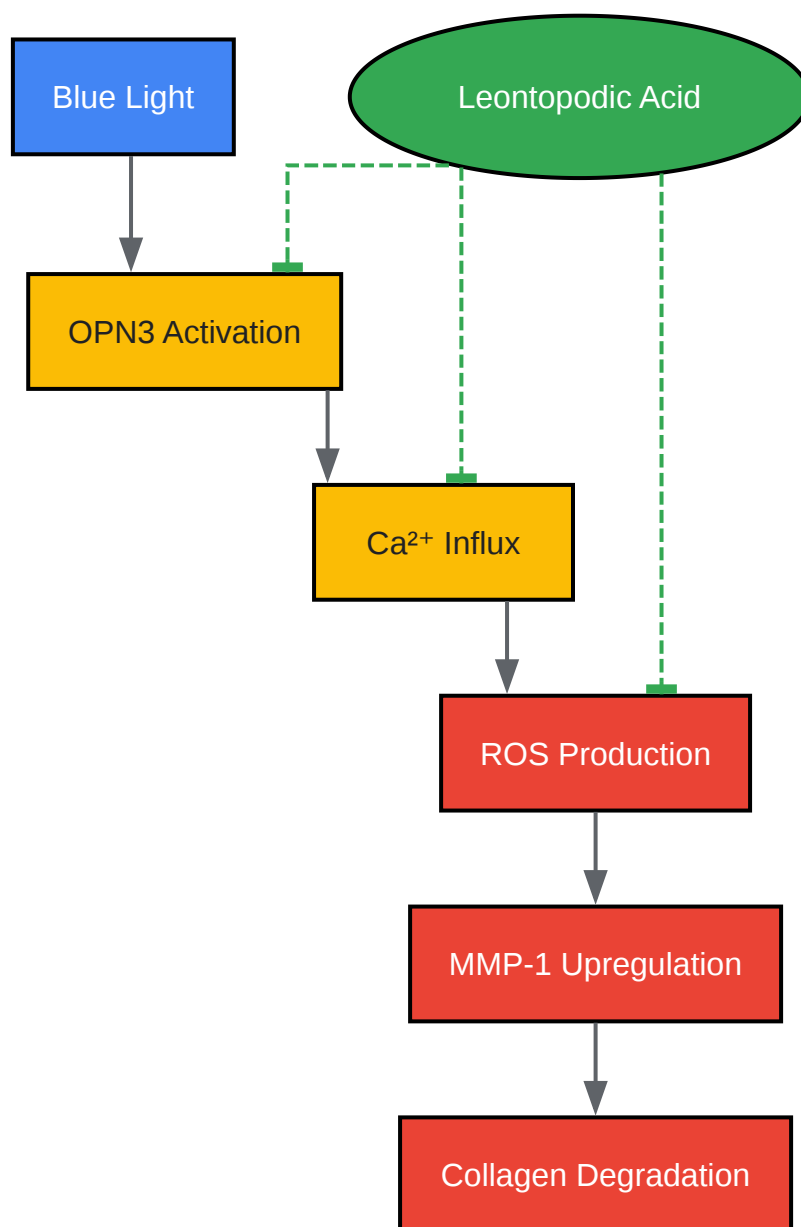 Blue Light
Leontopodic Acid
OPN3 Activation
Ca²⁺ Influx
ROS Production
MMP-1 Upregulation
Collagen Degradation